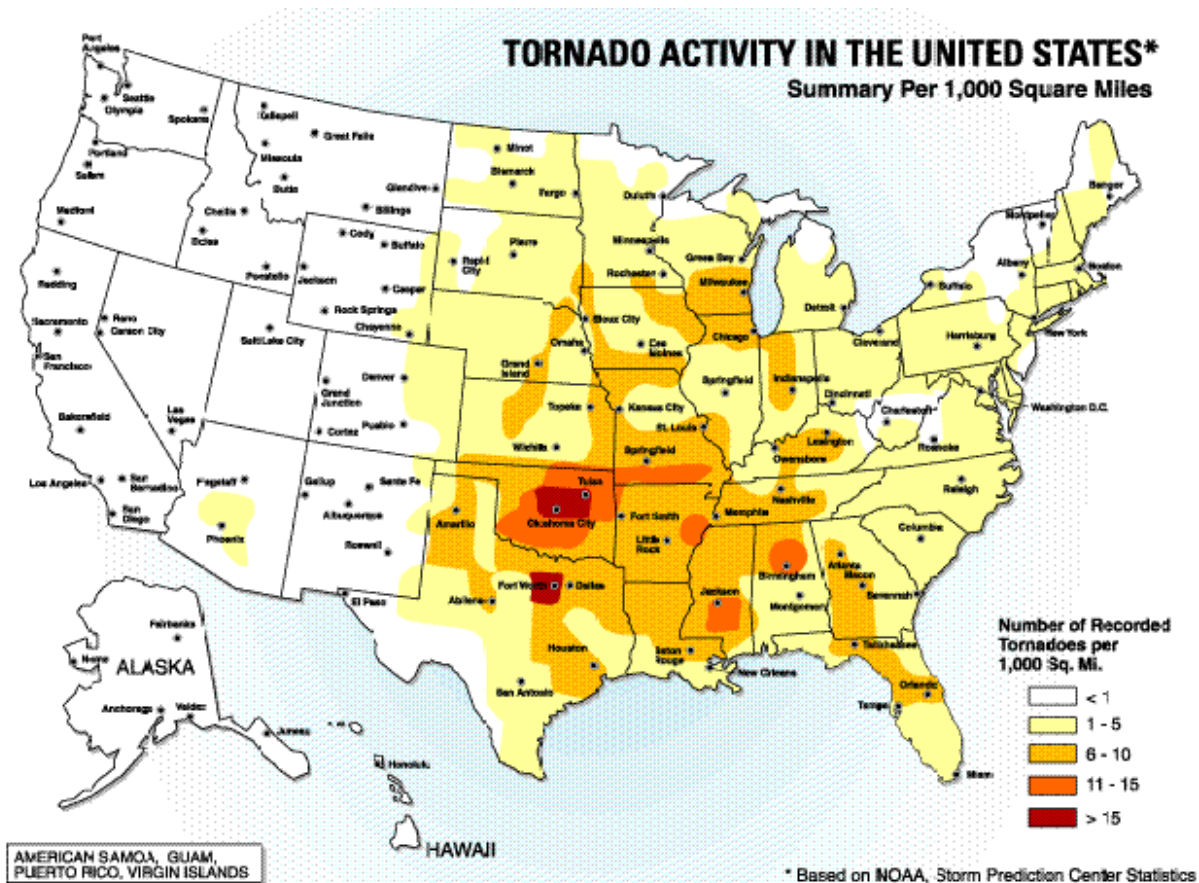 TORNADO ACTIVITY IN THE UNITED STATES*
Summary Per 1,000 Square Miles
Port
Angeles
Seattle
Olympia
Spokane
Portland
Salem
Medford
Kalispell
Great Falls
Missoula
Butte
Glendive
Billings
Challis
Boise
Pocatello
Cody
Buffalo
Jackson
Casper
Rock Springs
Cheyenne
Minot
Bismarck
Fargo
Pierre
Rapid
City
Duluth
Minneapolis
Rochester
Green Bay
Milwaukee
Detroit
Chicago
Sioux City
Omaha
Des
Moines
Grand
Island
Redding
Sacramento
San
Francisco
Reno
Carson City
Salt Lake City
Las
Vegas
Bakersfield
Los Angeles
San
Bernadino
San
Diego
Denver
Grand
Junction
Pueblo
Cortez
Topeka
Kansas City
Wichita
St. Louis
Springfield
Springfield
Indianapolis
Cincinnati
Cleveland
Lexington
Owensboro
Charleston
Roanoke
Washington D.C.
Harrisburg
New York
Buffalo
Albany
Boston
Montpelier
Bangor
Flagstaff
Phoenix
Gallup
Santa Fe
Albuquerque
Roswell
El Paso
Amarillo
Tulsa
Oklahoma City
Fort Worth
Dallas
Abilene
Houston
San Antonio
Fort Smith
Little
Rock
Memphis
Nashville
Raleigh
Columbia
Birmingham
Atlanta
Macon
Savannah
Montgomery
Jackson
Baton
Rouge
New Orleans
Tallahassee
Orlando
Tampa
Miami
Fairbanks
Nome
ALASKA
Anchorage
Valdez
Juneau
Honolulu
HAWAII
Number of Recorded
Tornadoes per
1,000 Sq. Mi.
< 1
1 - 5
6 - 10
11 - 15
> 15
AMERICAN SAMOA, GUAM,
PUERTO RICO, VIRGIN ISLANDS
* Based on NOAA, Storm Prediction Center Statistics